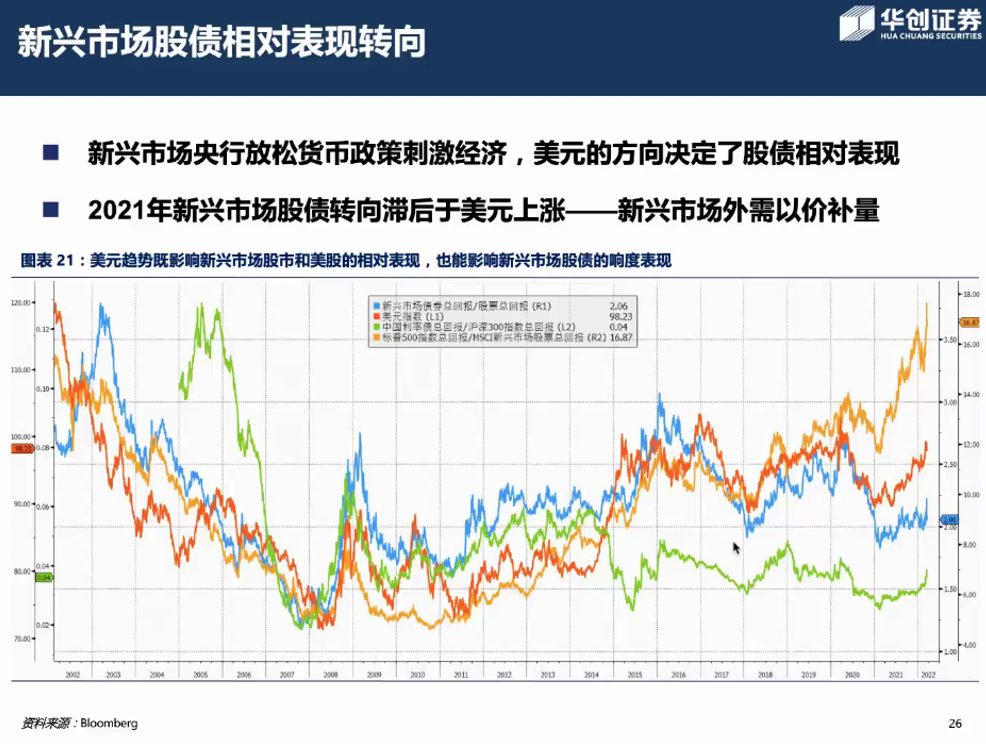 新兴市场股债相对表现转向
华创证券
HUA CHUANG SECURITIES
■ 新兴市场央行放松货币政策刺激经济，美元的方向决定了股债相对表现
■ 2021年新兴市场股债转向滞后于美元上涨——新兴市场外需以价补量
图表 21：美元趋势既影响新兴市场股市和美股的相对表现，也能影响新兴市场股债的响度表现
新兴市场债券总回报/股票总回报 (R1) 2.06
美元指数 (L1) 98.23
中国利率债总回报/沪深300指数总回报 (L2) 0.04
标普500指数总回报/MSCI新兴市场股票总回报 (R2) 16.87
120.00
110.00
100.00
98.23
90.00
80.00
70.00
0.12
0.10
0.08
0.06
0.04
0.04
0.02
3.50
3.00
2.50
2.06
2.00
1.50
1.00
18.00
16.87
16.00
14.00
12.00
10.00
8.00
6.00
4.00
2002 2003 2004 2005 2006 2007 2008 2009 2010 2011 2012 2013 2014 2015 2016 2017 2018 2019 2020 2021 2022
资料来源：Bloomberg
26